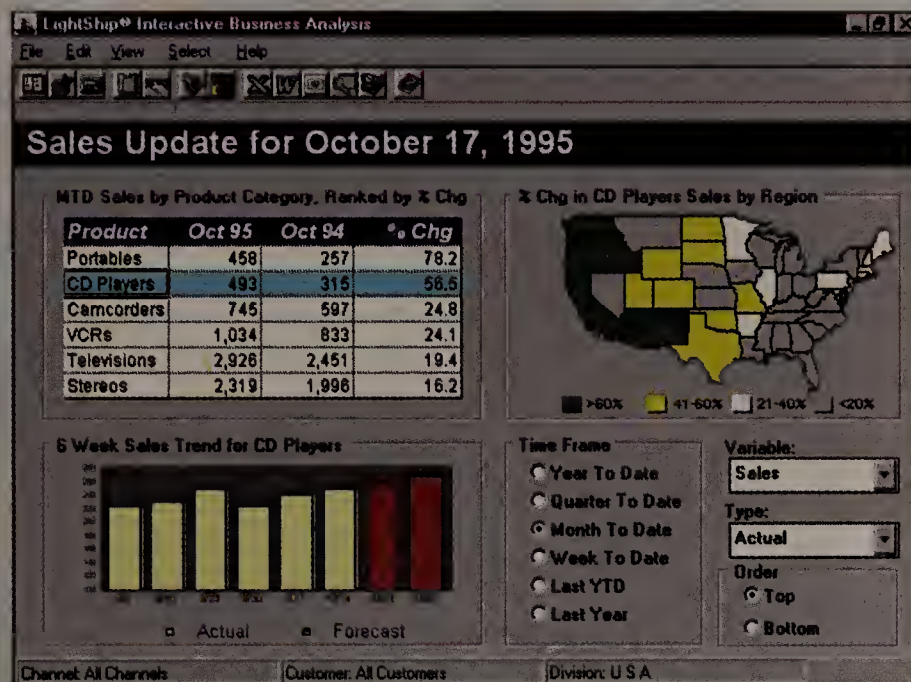 LightShip® Interactive Business Analysis
File Edit View Select Help
Sales Update for October 17, 1995
MTD Sales by Product Category, Ranked by % Chg
Product Oct 95 Oct 94 % Chg
Portables 458 257 78.2
CD Players 493 315 56.5
Camcorders 745 597 24.8
VCRs 1,034 833 24.1
Televisions 2,926 2,451 19.4
Stereos 2,319 1,996 16.2
% Chg in CD Players Sales by Region
>60% 41-60% 21-40% <20%
6 Week Sales Trend for CD Players
Actual Forecast
Time Frame
Year To Date
Quarter To Date
Month To Date
Week To Date
Last YTD
Last Year
Variable:
Sales
Type:
Actual
Order
Top
Bottom
Channel: All Channels Customer: All Customers Division: U S A